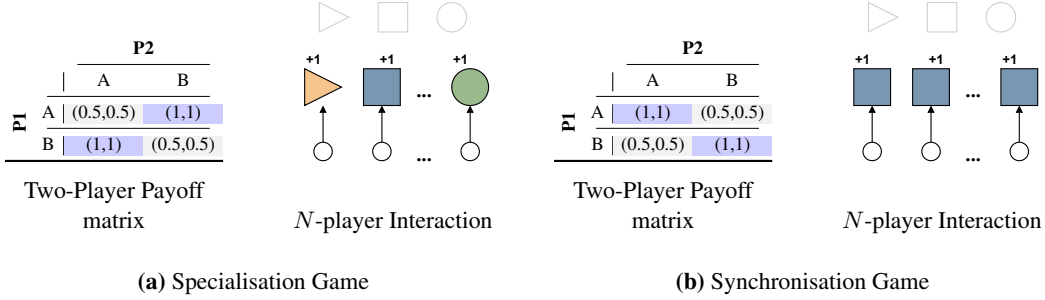 P2
A B
P1
A (0.5,0.5) (1,1)
B (1,1) (0.5,0.5)
Two-Player Payoff
matrix
+1 +1 +1
...
...
N-player Interaction
(a) Specialisation Game
P2
A B
P1
A (1,1) (0.5,0.5)
B (0.5,0.5) (1,1)
Two-Player Payoff
matrix
+1 +1 +1
...
...
N-player Interaction
(b) Synchronisation Game